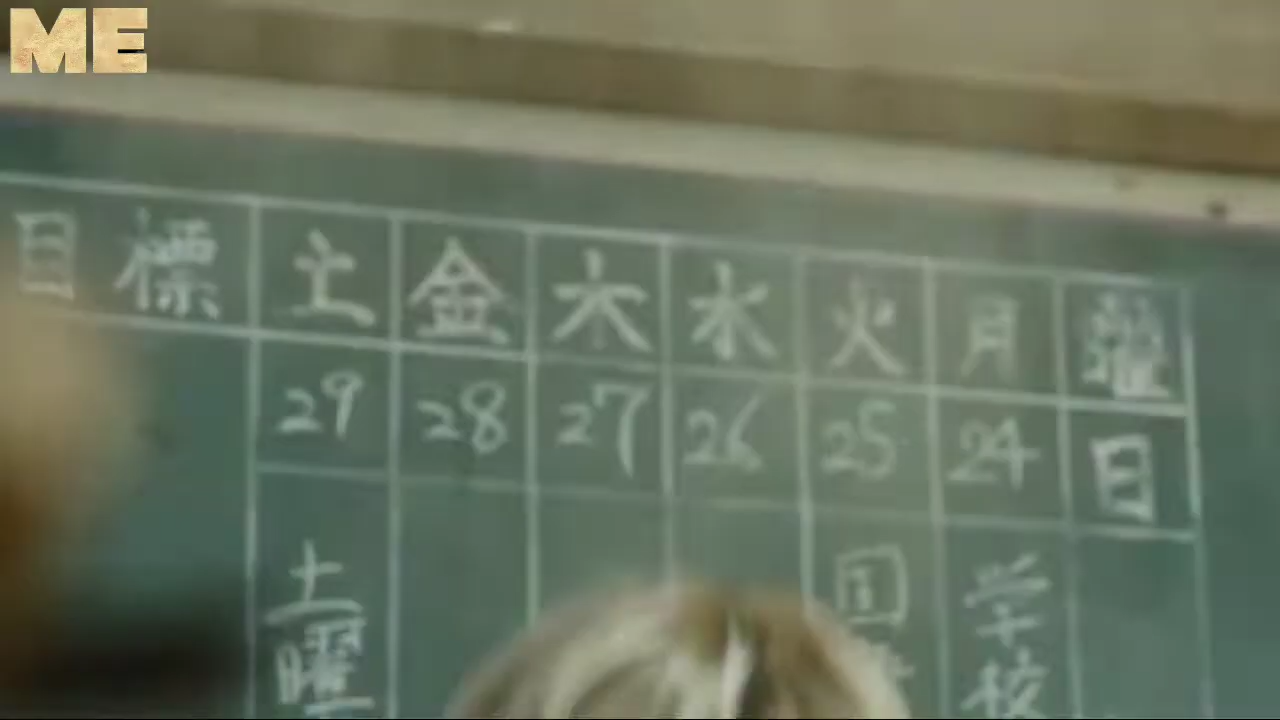 ME
目標 土 金 木 水 火 月 曜
29 28 27 26 25 24 日
土曜
国
学校